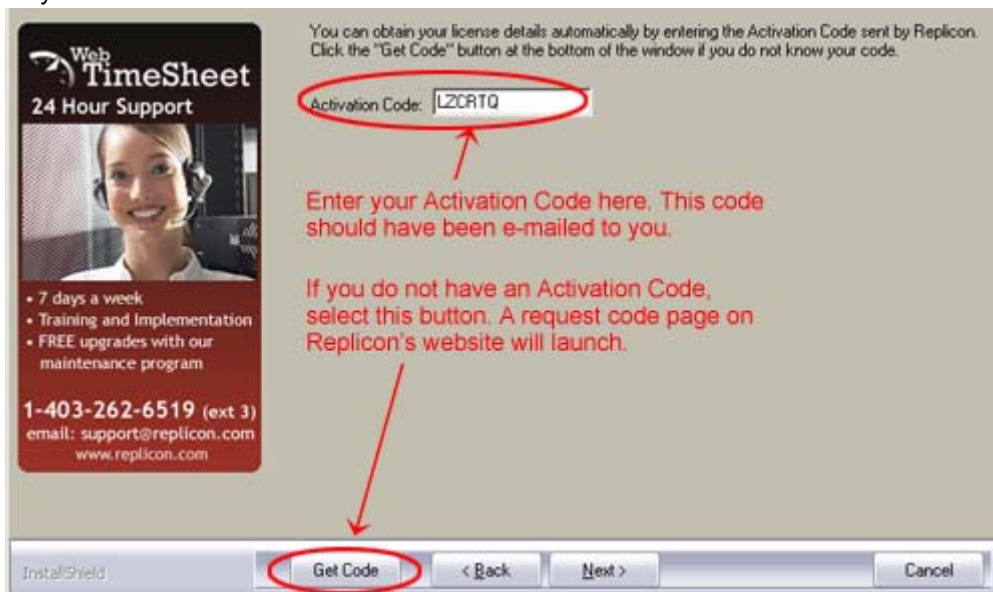 You can obtain your license details automatically by entering the Activation Code sent by Replicon.
Click the "Get Code" button at the bottom of the window if you do not know your code.
Web
TimeSheet
24 Hour Support
Activation Code: LZCRTQ
Enter your Activation Code here. This code
should have been e-mailed to you.
If you do not have an Activation Code,
select this button. A request code page on
Replicon's website will launch.
• 7 days a week
• Training and Implementation
• FREE upgrades with our
maintenance program
1-403-262-6519 (ext 3)
email: support@replicon.com
www.replicon.com
InstallShield
Get Code
< Back
Next >
Cancel